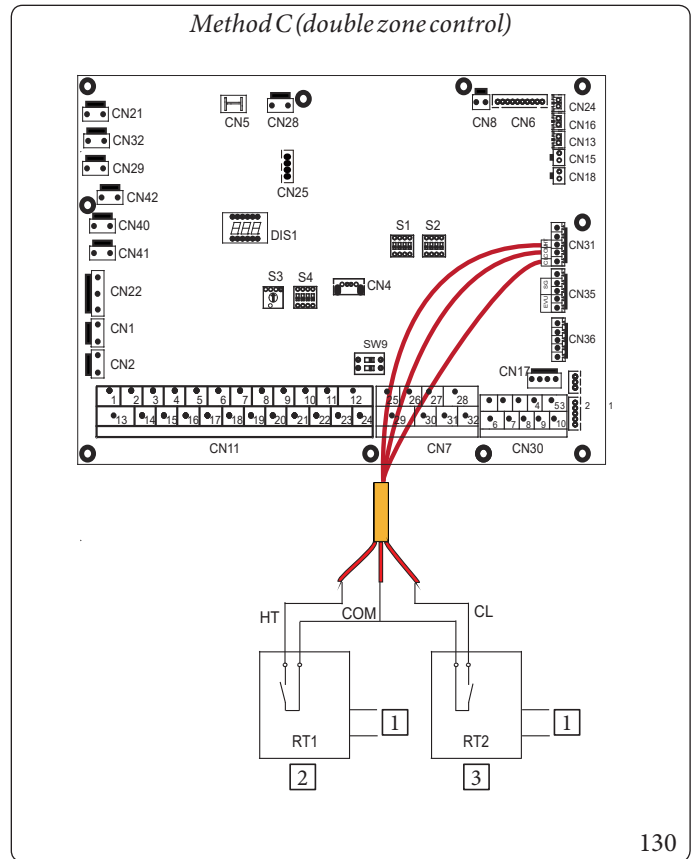 Method C (double zone control)
CN21
CN5
CN28
CN8
CN6
CN24
CN32
CN16
CN13
CN29
CN15
CN25
CN18
CN42
CN40
DIS1
S1
S2
CN31
CN41
S3
S4
CN4
SG
CN35
EVU
CN22
CN1
SW9
CN36
CN2
CN17
1 2 3 4 5 6 7 8 9 10 11 12
25 26 27 28
4 53
2 1
13 14 15 16 17 18 19 20 21 22 23 24
29 30 31 32
6 7 8 9 10
CN11
CN7
CN30
HT
COM
CL
RT1
1
RT2
1
2
3
130